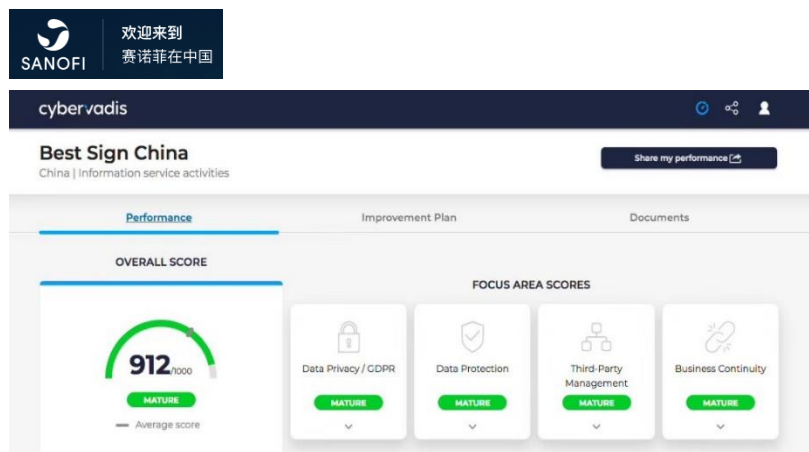 SANOFI
欢迎来到
赛诺菲在中国
cybervadis
Best Sign China
China | Information service activities
Share my performance
Performance
Improvement Plan
Documents
OVERALL SCORE
FOCUS AREA SCORES
912/1000
MATURE
Average score
Data Privacy / GDPR
MATURE
Data Protection
MATURE
Third-Party
Management
MATURE
Business Continuity
MATURE